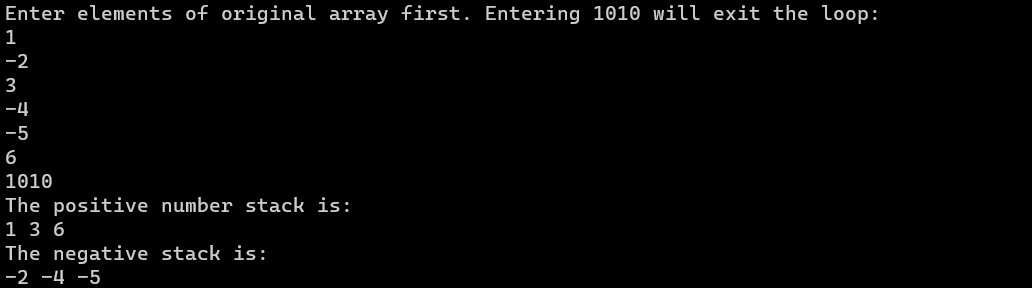 Enter elements of original array first. Entering 1010 will exit the loop:
1
-2
3
-4
-5
6
1010
The positive number stack is:
1 3 6
The negative stack is:
-2 -4 -5